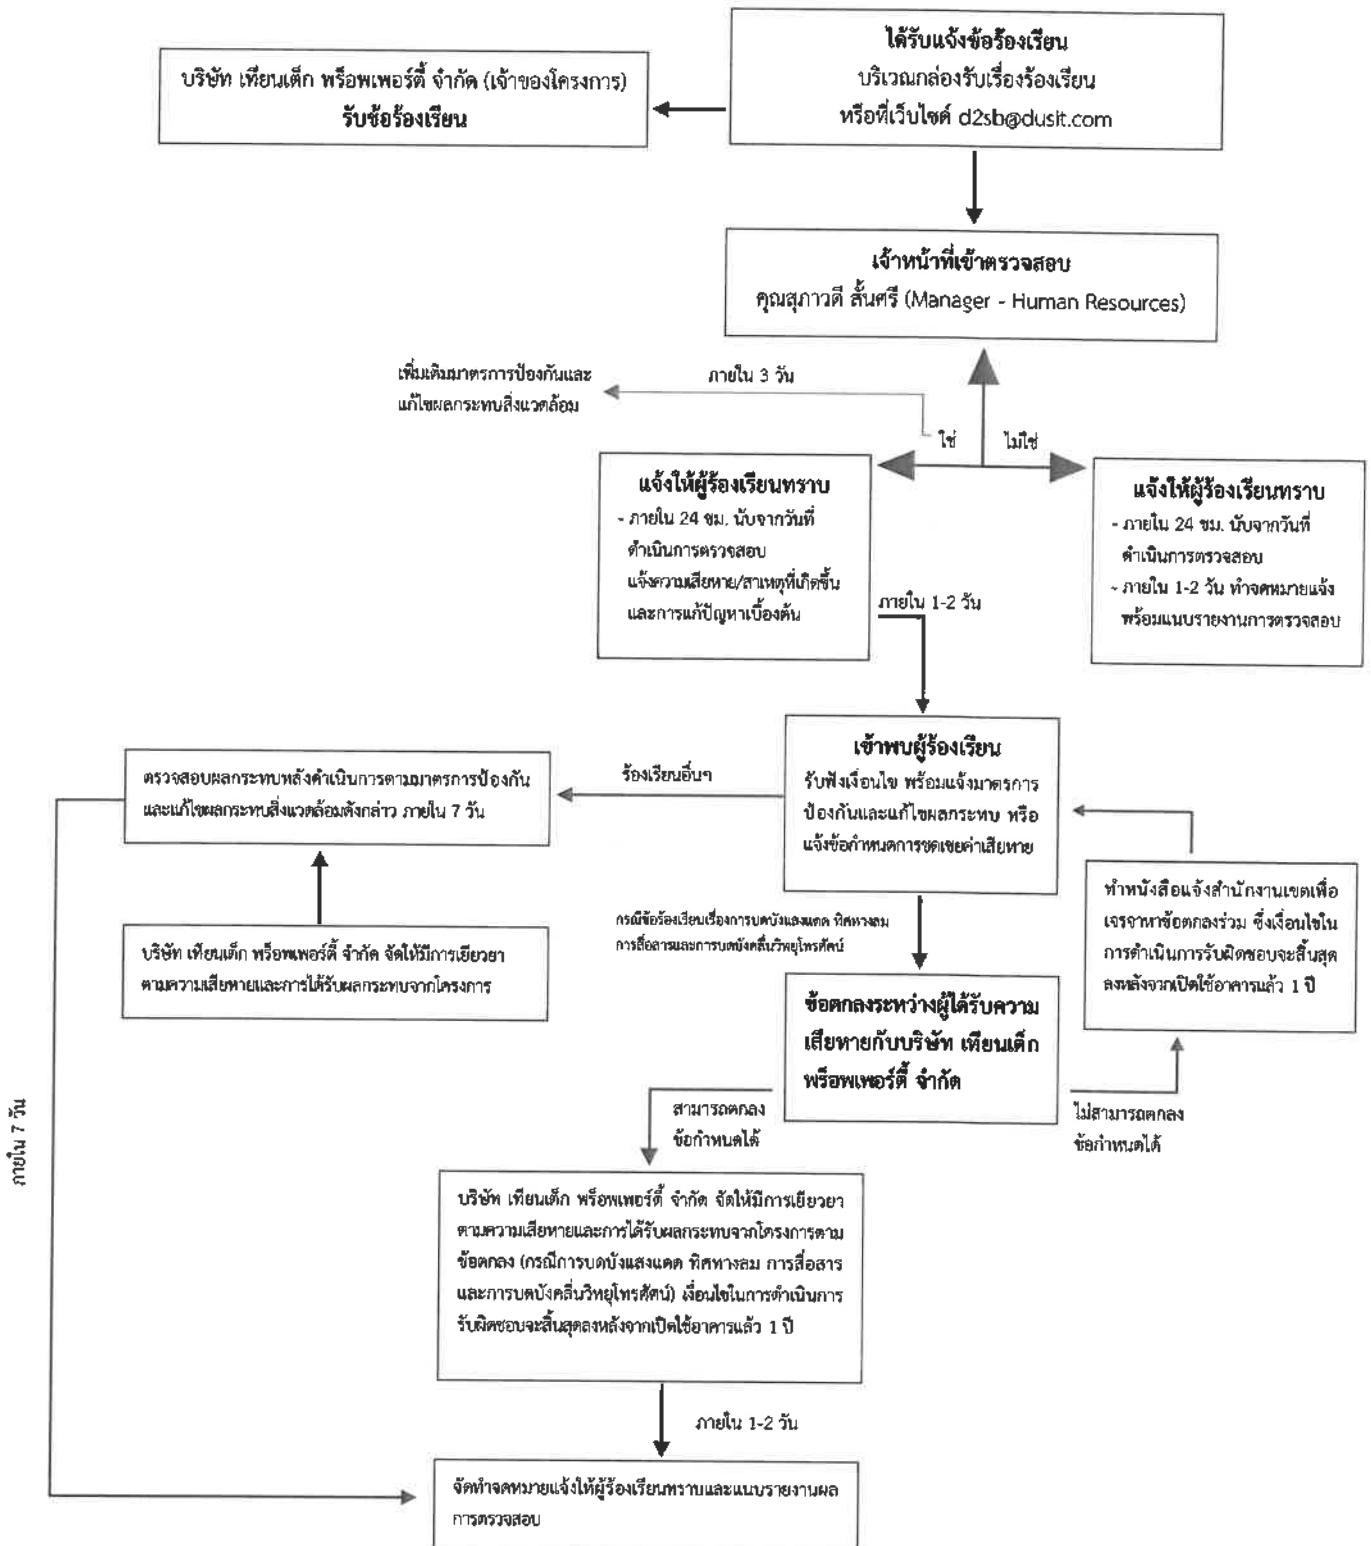 ได้รับแจ้งข้อร้องเรียน
บริเวณกล่องรับเรื่องร้องเรียน
หรือที่เว็บไซต์ d2sb@dusit.com
บริษัท เทียนเต็ก พร็อพเพอร์ตี้ จำกัด (เจ้าของโครงการ)
รับข้อร้องเรียน
เจ้าหน้าที่เข้าตรวจสอบ
คุณสุภาวดี สั้นศรี (Manager - Human Resources)
เพิ่มเติมมาตรการป้องกันและ
แก้ไขผลกระทบสิ่งแวดล้อม
ภายใน 3 วัน
ใช่
ไม่ใช่
แจ้งให้ผู้ร้องเรียนทราบ
- ภายใน 24 ชม. นับจากวันที่
ดำเนินการตรวจสอบ
แจ้งความเสียหาย/สาเหตุที่เกิดขึ้น
และการแก้ปัญหาเบื้องต้น
แจ้งให้ผู้ร้องเรียนทราบ
- ภายใน 24 ชม. นับจากวันที่
ดำเนินการตรวจสอบ
- ภายใน 1-2 วัน ทำจดหมายแจ้ง
พร้อมแนบรายงานการตรวจสอบ
ภายใน 1-2 วัน
เข้าพบผู้ร้องเรียน
รับฟังเงื่อนไข พร้อมแจ้งมาตรการ
ป้องกันและแก้ไขผลกระทบ หรือ
แจ้งข้อกำหนดการชดเชยค่าเสียหาย
ร้องเรียนอื่นๆ
ตรวจสอบผลกระทบหลังดำเนินการตามมาตรการป้องกัน
และแก้ไขผลกระทบสิ่งแวดล้อมดังกล่าว ภายใน 7 วัน
บริษัท เทียนเต็ก พร็อพเพอร์ตี้ จำกัด จัดให้มีการเยียวยา
ตามความเสียหายและการได้รับผลกระทบจากโครงการ
กรณีข้อร้องเรียนเรื่องการบดบังแสงแดด ทิศทางลม
การสื่อสารและการบดบังคลื่นวิทยุโทรทัศน์
ทำหนังสือแจ้งสำนักงานเขตเพื่อ
เจรจาหาข้อตกลงร่วม ซึ่งเงื่อนไขใน
การดำเนินการรับผิดชอบจะสิ้นสุด
ลงหลังจากเปิดใช้อาคารแล้ว 1 ปี
ข้อตกลงระหว่างผู้ได้รับความ
เสียหายกับบริษัท เทียนเต็ก
พร็อพเพอร์ตี้ จำกัด
สามารถตกลง
ข้อกำหนดได้
ไม่สามารถตกลง
ข้อกำหนดได้
ภายใน 7 วัน
บริษัท เทียนเต็ก พร็อพเพอร์ตี้ จำกัด จัดให้มีการเยียวยา
ตามความเสียหายและการได้รับผลกระทบจากโครงการตาม
ข้อตกลง (กรณีการบดบังแสงแดด ทิศทางลม การสื่อสาร
และการบดบังคลื่นวิทยุโทรทัศน์) เงื่อนไขในการดำเนินการ
รับผิดชอบจะสิ้นสุดลงหลังจากเปิดใช้อาคารแล้ว 1 ปี
ภายใน 1-2 วัน
จัดทำจดหมายแจ้งให้ผู้ร้องเรียนทราบและแนบรายงานผล
การตรวจสอบ